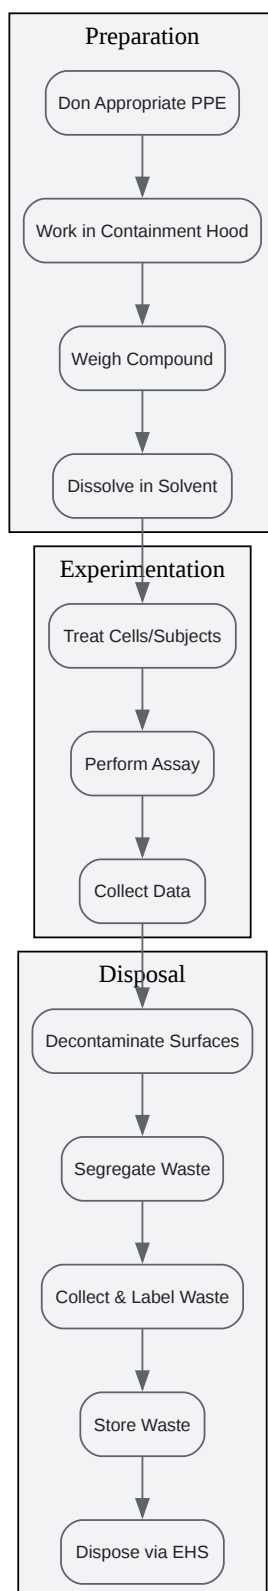 Preparation
Don Appropriate PPE
Work in Containment Hood
Weigh Compound
Dissolve in Solvent
Experimentation
Treat Cells/Subjects
Perform Assay
Collect Data
Disposal
Decontaminate Surfaces
Segregate Waste
Collect & Label Waste
Store Waste
Dispose via EHS